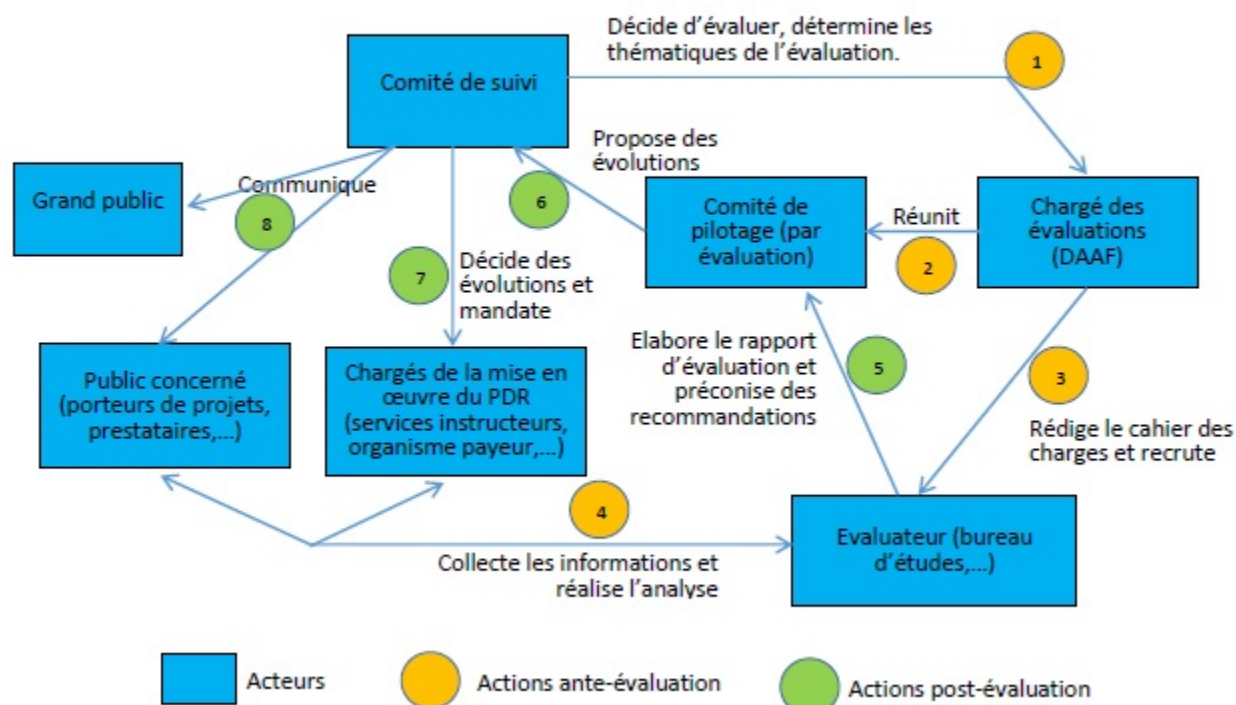 Décide d'évaluer, détermine les
thématiques de l'évaluation.
1
Comité de suivi
Propose des
évolutions
Grand public
Communique
8
6
Comité de
pilotage (par
évaluation)
Réunit
2
Chargé des
évaluations
(DAAF)
7
Décide des
évolutions et
mandate
Elabore le rapport
d'évaluation et
préconise des
recommandations
5
3
Rédige le cahier des
charges et recrute
Public concerné
(porteurs de projets,
prestataires,...)
Chargés de la mise en
œuvre du PDR
(services instructeurs,
organisme payeur,...)
4
Collecte les informations et
réalise l'analyse
Evaluateur (bureau
d'études,...)
Acteurs
Actions ante-évaluation
Actions post-évaluation